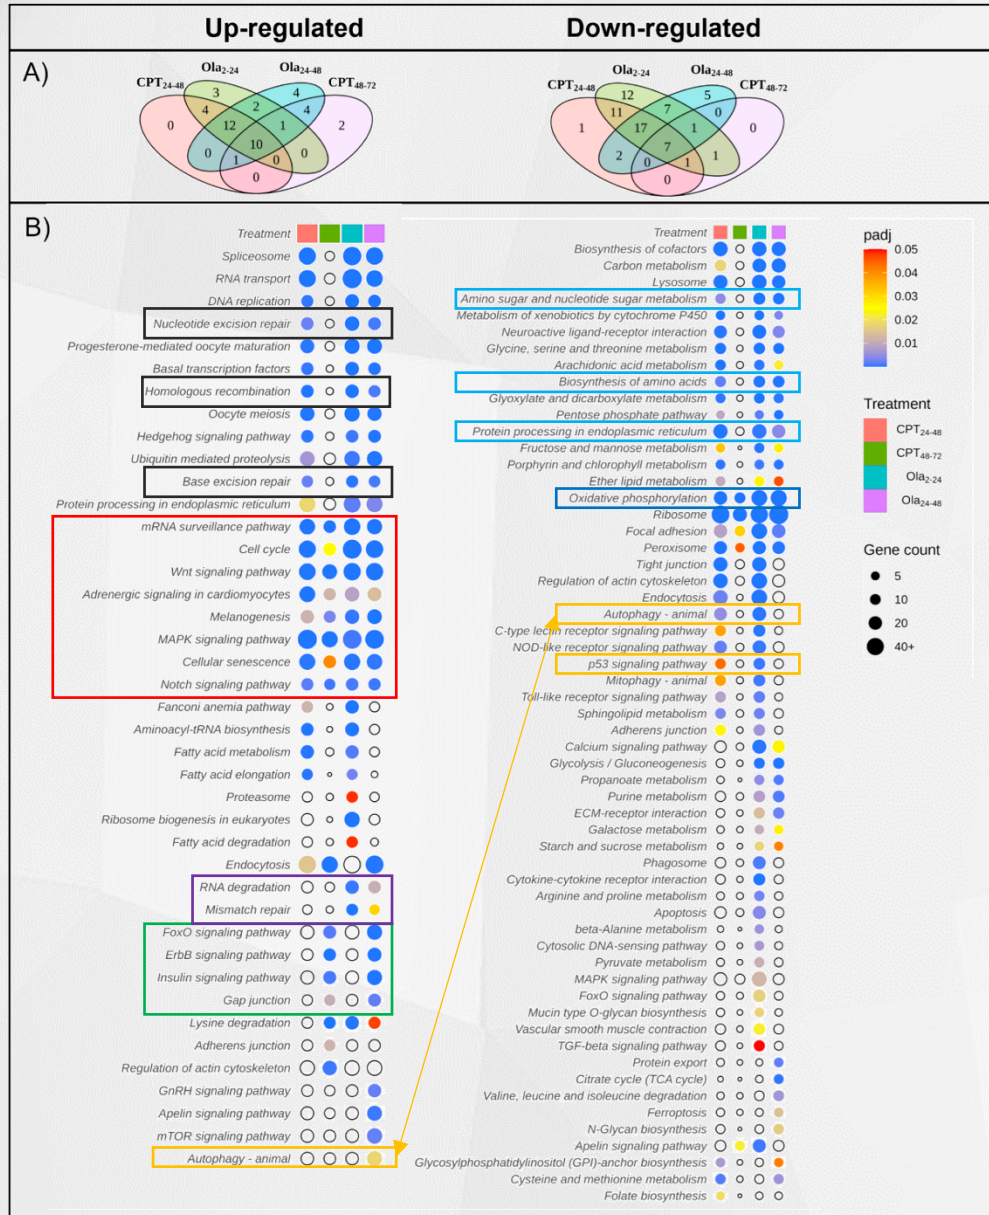 Up-regulated
Down-regulated
A)
CPT24-48
Ola2-24
Ola24-48
CPT48-72
3
4
4
2
4
0
12
1
2
10
0
1
0
0
0
CPT24-48
Ola2-24
Ola24-48
CPT48-72
12
5
11
7
0
1
17
1
0
7
2
0
1
1
0
B)
Treatment
Spliceosome
RNA transport
DNA replication
Nucleotide excision repair
Progesterone-mediated oocyte maturation
Basal transcription factors
Homologous recombination
Oocyte meiosis
Hedgehog signaling pathway
Ubiquitin mediated proteolysis
Base excision repair
Protein processing in endoplasmic reticulum
mRNA surveillance pathway
Cell cycle
Wnt signaling pathway
Adrenergic signaling in cardiomyocytes
Melanogenesis
MAPK signaling pathway
Cellular senescence
Notch signaling pathway
Fanconi anemia pathway
Aminoacyl-tRNA biosynthesis
Fatty acid metabolism
Fatty acid elongation
Proteasome
Ribosome biogenesis in eukaryotes
Fatty acid degradation
Endocytosis
RNA degradation
Mismatch repair
FoxO signaling pathway
ErbB signaling pathway
Insulin signaling pathway
Gap junction
Lysine degradation
Adherens junction
Regulation of actin cytoskeleton
GnRH signaling pathway
Apelin signaling pathway
mTOR signaling pathway
Autophagy - animal
Treatment
Biosynthesis of cofactors
Carbon metabolism
Lysosome
Amino sugar and nucleotide sugar metabolism
Metabolism of xenobiotics by cytochrome P450
Neuroactive ligand-receptor interaction
Glycine, serine and threonine metabolism
Arachidonic acid metabolism
Biosynthesis of amino acids
Glyoxylate and dicarboxylate metabolism
Pentose phosphate pathway
Protein processing in endoplasmic reticulum
Fructose and mannose metabolism
Porphyrin and chlorophyll metabolism
Ether lipid metabolism
Oxidative phosphorylation
Ribosome
Focal adhesion
Peroxisome
Tight junction
Regulation of actin cytoskeleton
Endocytosis
Autophagy - animal
C-type lectin receptor signaling pathway
NOD-like receptor signaling pathway
p53 signaling pathway
Mitophagy - animal
Toll-like receptor signaling pathway
Sphingolipid metabolism
Adherens junction
Calcium signaling pathway
Glycolysis / Gluconeogenesis
Propanoate metabolism
Purine metabolism
ECM-receptor interaction
Galactose metabolism
Starch and sucrose metabolism
Phagosome
Cytokine-cytokine receptor interaction
Arginine and proline metabolism
Apoptosis
beta-Alanine metabolism
Cytosolic DNA-sensing pathway
Pyruvate metabolism
MAPK signaling pathway
FoxO signaling pathway
Mucin type O-glycan biosynthesis
Vascular smooth muscle contraction
TGF-beta signaling pathway
Protein export
Citrate cycle (TCA cycle)
Valine, leucine and isoleucine degradation
Ferroptosis
N-Glycan biosynthesis
Apelin signaling pathway
Glycosylphosphatidylinositol (GPI)-anchor biosynthesis
Cysteine and methionine metabolism
Folate biosynthesis
padj
0.05
0.04
0.03
0.02
0.01
Treatment
CPT24-48
CPT48-72
Ola2-24
Ola24-48
Gene count
5
10
20
40+